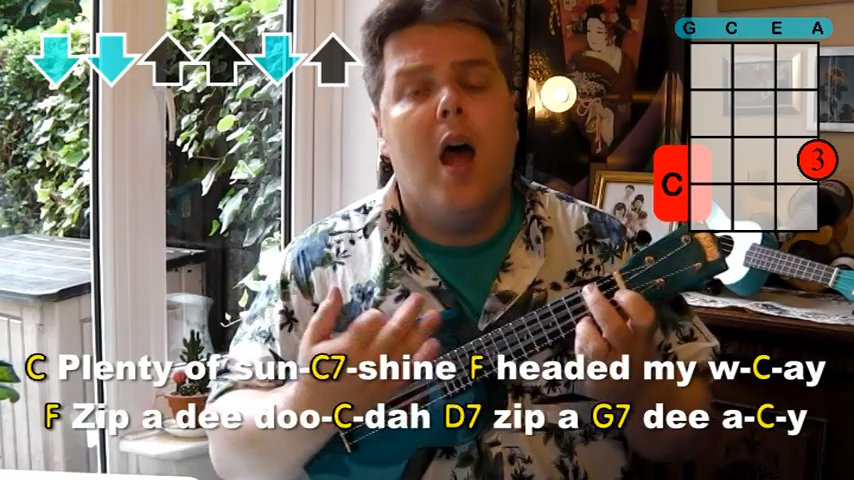 G C E A
3
C
C Plenty of sun-C7-shine F headed my w-C-ay
F Zip a dee doo-C-dah D7 zip a G7 dee a-C-y